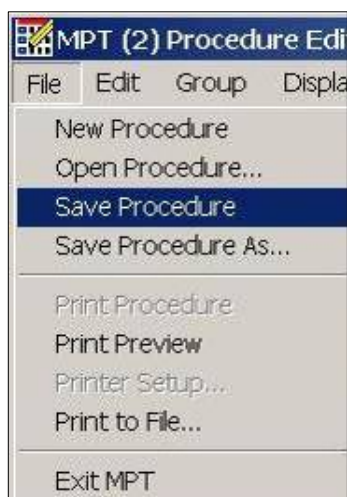 MPT (2) Procedure Edi
File Edit Group Displa
New Procedure
Open Procedure...
Save Procedure
Save Procedure As...
Print Procedure
Print Preview
Printer Setup...
Print to File...
Exit MPT